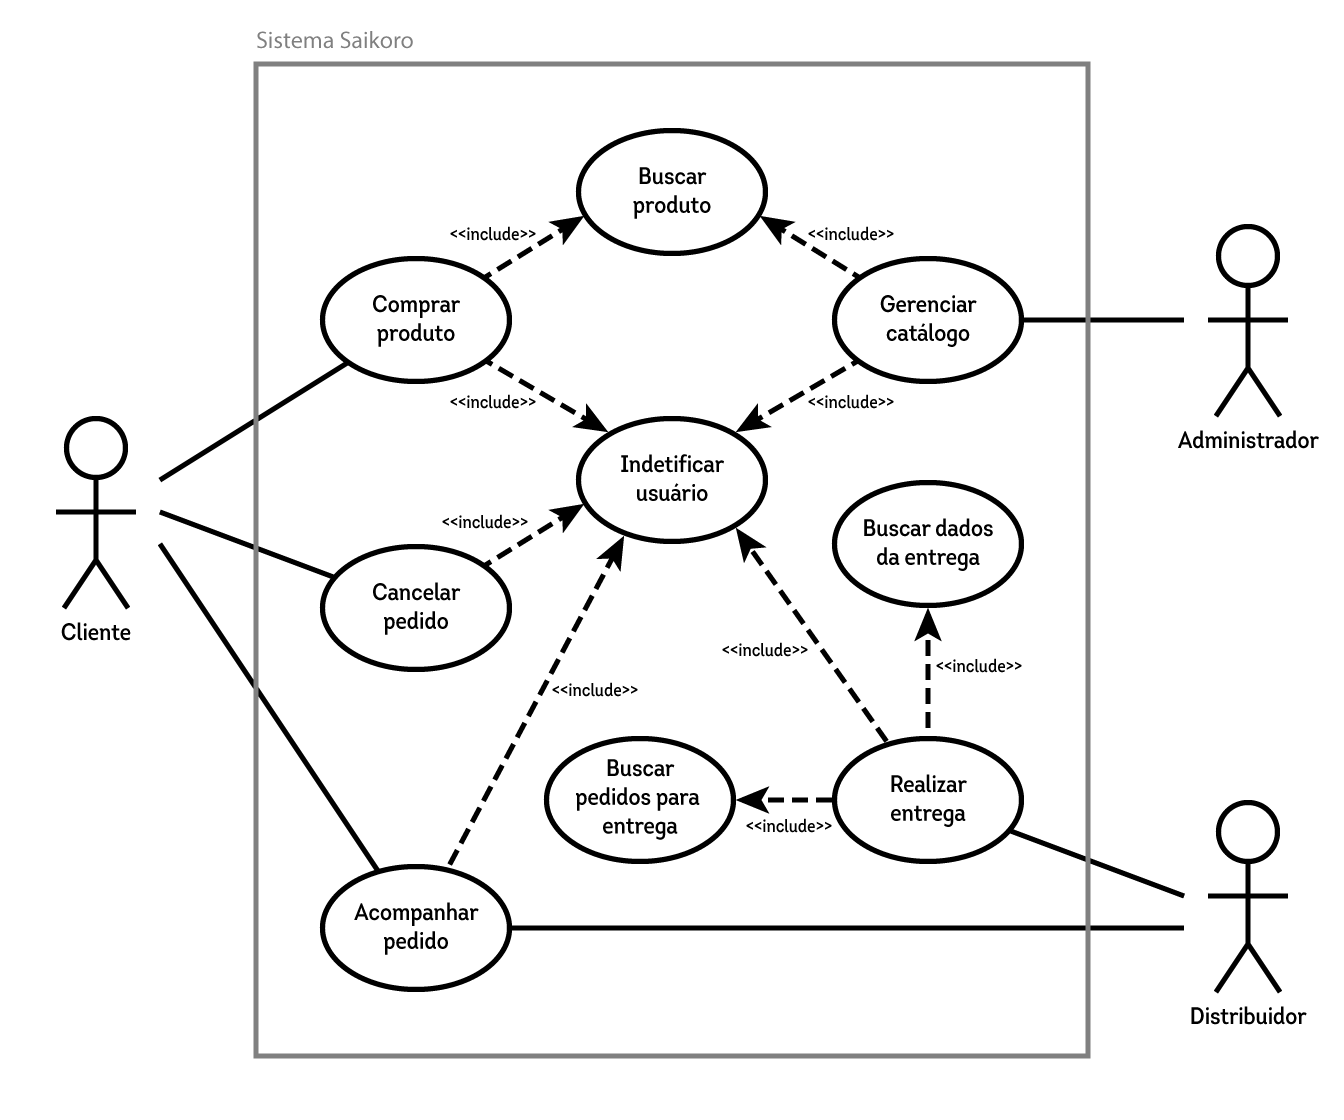 Sistema Saikoro
Buscar
produto
<<include>>
<<include>>
Comprar
produto
Gerenciar
catálogo
<<include>>
<<include>>
Administrador
Indetificar
usuário
<<include>>
Buscar dados
da entrega
Cancelar
pedido
Cliente
<<include>>
<<include>>
<<include>>
Buscar
pedidos para
entrega
<<include>>
Realizar
entrega
Acompanhar
pedido
Distribuidor